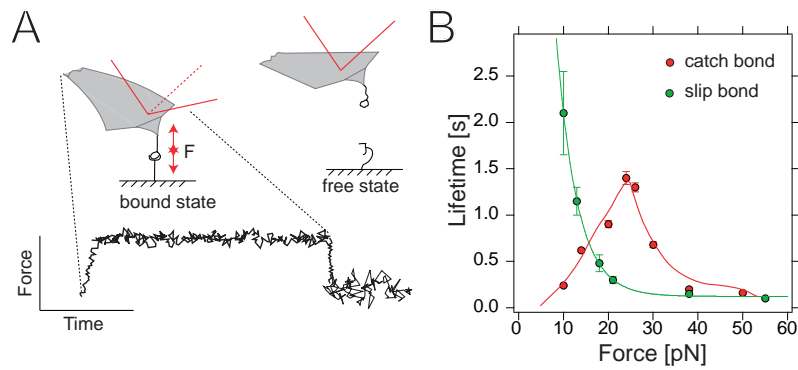 A
F
bound state
free state
Force
Time
B
catch bond
slip bond
Lifetime [s]
2.5
2.0
1.5
1.0
0.5
0.0
0 10 20 30 40 50 60
Force [pN]